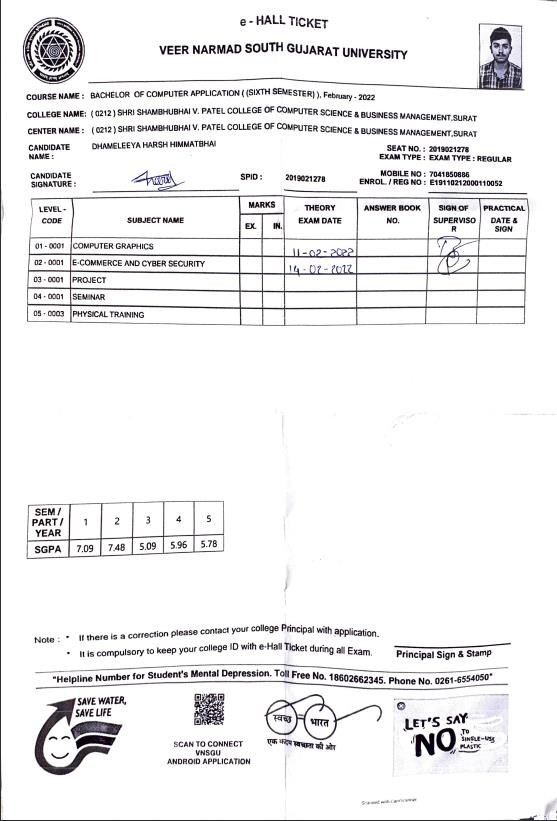 e - HALL TICKET
VEER NARMAD SOUTH GUJARAT UNIVERSITY
COURSE NAME : BACHELOR OF COMPUTER APPLICATION ( (SIXTH SEMESTER) ), February - 2022
COLLEGE NAME: ( 0212 ) SHRI SHAMBHUBHAI V. PATEL COLLEGE OF COMPUTER SCIENCE & BUSINESS MANAGEMENT,SURAT
CENTER NAME : ( 0212 ) SHRI SHAMBHUBHAI V. PATEL COLLEGE OF COMPUTER SCIENCE & BUSINESS MANAGEMENT,SURAT
CANDIDATE NAME : DHAMELEEYA HARSH HIMMATBHAI
SEAT NO. : 2019021278
EXAM TYPE : EXAM TYPE : REGULAR
CANDIDATE SIGNATURE : SPID : 2019021278
MOBILE NO : 7041850886
ENROL. / REG NO : E19110212000110052
LEVEL - CODE SUBJECT NAME MARKS EX. IN. THEORY EXAM DATE ANSWER BOOK NO. SIGN OF SUPERVISO R PRACTICAL DATE & SIGN
01 - 0001 COMPUTER GRAPHICS 11-02-2022
02 - 0001 E-COMMERCE AND CYBER SECURITY 14-02-2022
03 - 0001 PROJECT
04 - 0001 SEMINAR
05 - 0003 PHYSICAL TRAINING
SEM / PART / YEAR 1 2 3 4 5
SGPA 7.09 7.48 5.09 5.96 5.78
Note : * If there is a correction please contact your college Principal with application.
* It is compulsory to keep your college ID with e-Hall Ticket during all Exam.
Principal Sign & Stamp
"Helpline Number for Student's Mental Depression. Toll Free No. 18602662345. Phone No. 0261-6554050"
SAVE WATER,
SAVE LIFE
SCAN TO CONNECT
VNSGU
ANDROID APPLICATION
स्वच्छ भारत
एक कदम स्वच्छता की ओर
LET'S SAY
NO TO SINGLE-USE PLASTIC
Scanned with CamScanner